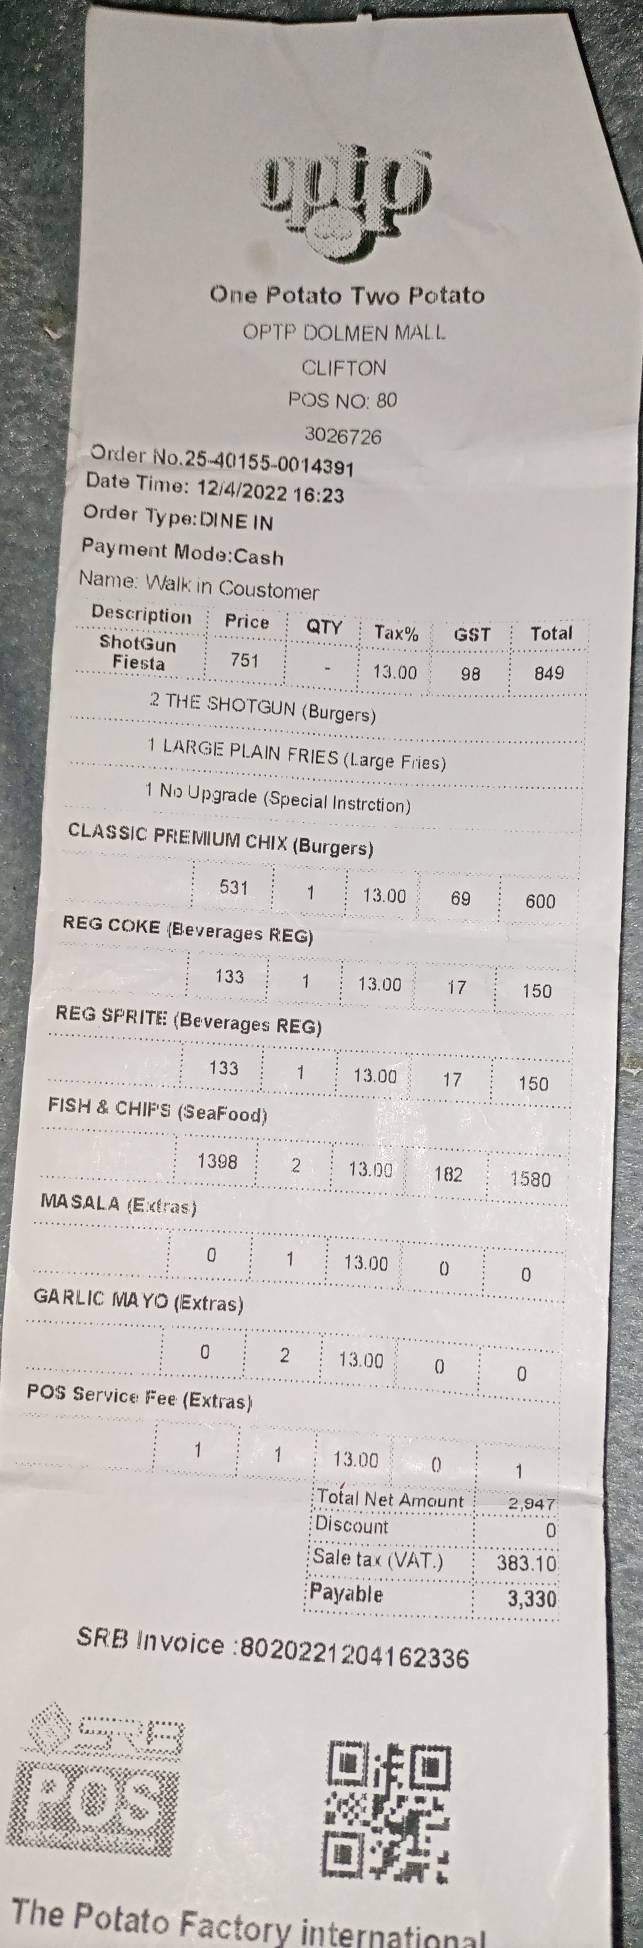 optp
One Potato Two Potato
OPTP DOLMEN MALL
CLIFTON
POS NO: 80
3026726
Order No.25-40155-0014391
Date Time: 12/4/2022 16:23
Order Type:DINE IN
Payment Mode:Cash
Name: Walk in Coustomer
Description Price QTY Tax% GST Total
ShotGun
Fiesta 751 - 13.00 98 849
2 THE SHOTGUN (Burgers)
1 LARGE PLAIN FRIES (Large Fries)
1 No Upgrade (Special Instrction)
CLASSIC PREMIUM CHIX (Burgers)
531 1 13.00 69 600
REG COKE (Beverages REG)
133 1 13.00 17 150
REG SPRITE (Beverages REG)
133 1 13.00 17 150
FISH & CHIPS (SeaFood)
1398 2 13.00 182 1580
MASALA (Extras)
0 1 13.00 0 0
GARLIC MAYO (Extras)
0 2 13.00 0 0
POS Service Fee (Extras)
1 1 13.00 0 1
Total Net Amount 2,947
Discount 0
Sale tax (VAT.) 383.10
Payable 3,330
SRB Invoice :8020221204162336
SRB
POS
The Potato Factory international